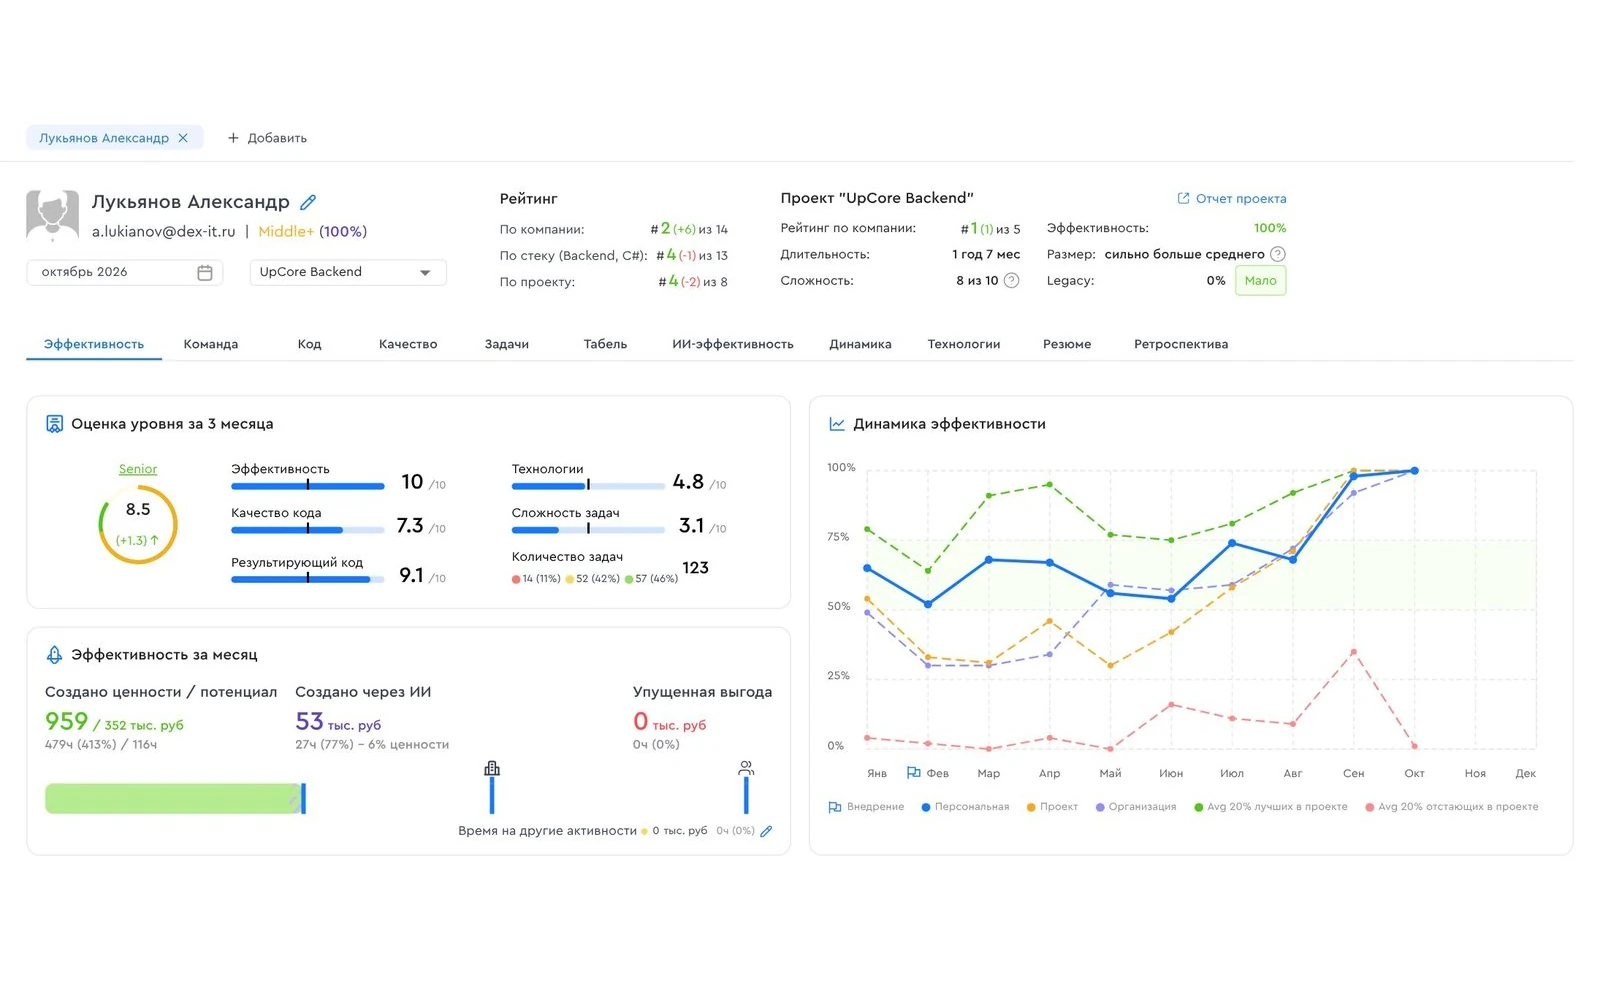 Лукьянов Александр
Добавить
Лукьянов Александр
a.lukianov@dex-it.ru | Middle+ (100%)
октябрь 2026
UpCore Backend
Рейтинг
По компании: #2 (+6) из 14
По стеку (Backend, C#): #4 (-1) из 13
По проекту: #4 (-2) из 8
Проект "UpCore Backend"
Отчет проекта
Рейтинг по компании: #1 (1) из 5
Эффективность: 100%
Длительность: 1 год 7 мес
Размер: сильно больше среднего
Сложность: 8 из 10
Legacy: 0% Мало
Эффективность
Команда
Код
Качество
Задачи
Табель
ИИ-эффективность
Динамика
Технологии
Резюме
Ретроспектива
Оценка уровня за 3 месяца
Senior
8.5
(+1.3)↑
Эффективность
10 /10
Качество кода
7.3 /10
Результирующий код
9.1 /10
Технологии
4.8 /10
Сложность задач
3.1 /10
Количество задач
14 (11%) 52 (42%) 57 (46%) 123
Эффективность за месяц
Создано ценности / потенциал
959 / 352 тыс. руб
479ч (413%) / 116ч
Создано через ИИ
53 тыс. руб
27ч (77%) – 6% ценности
Упущенная выгода
0 тыс. руб
0ч (0%)
Время на другие активности 0 тыс. руб 0ч (0%)
Динамика эффективности
100%
75%
50%
25%
0%
Янв Фев Мар Апр Май Июн Июл Авг Сен Окт Ноя Дек
Внедрение Персональная Проект Организация Avg 20% лучших в проекте Avg 20% отстающих в проекте